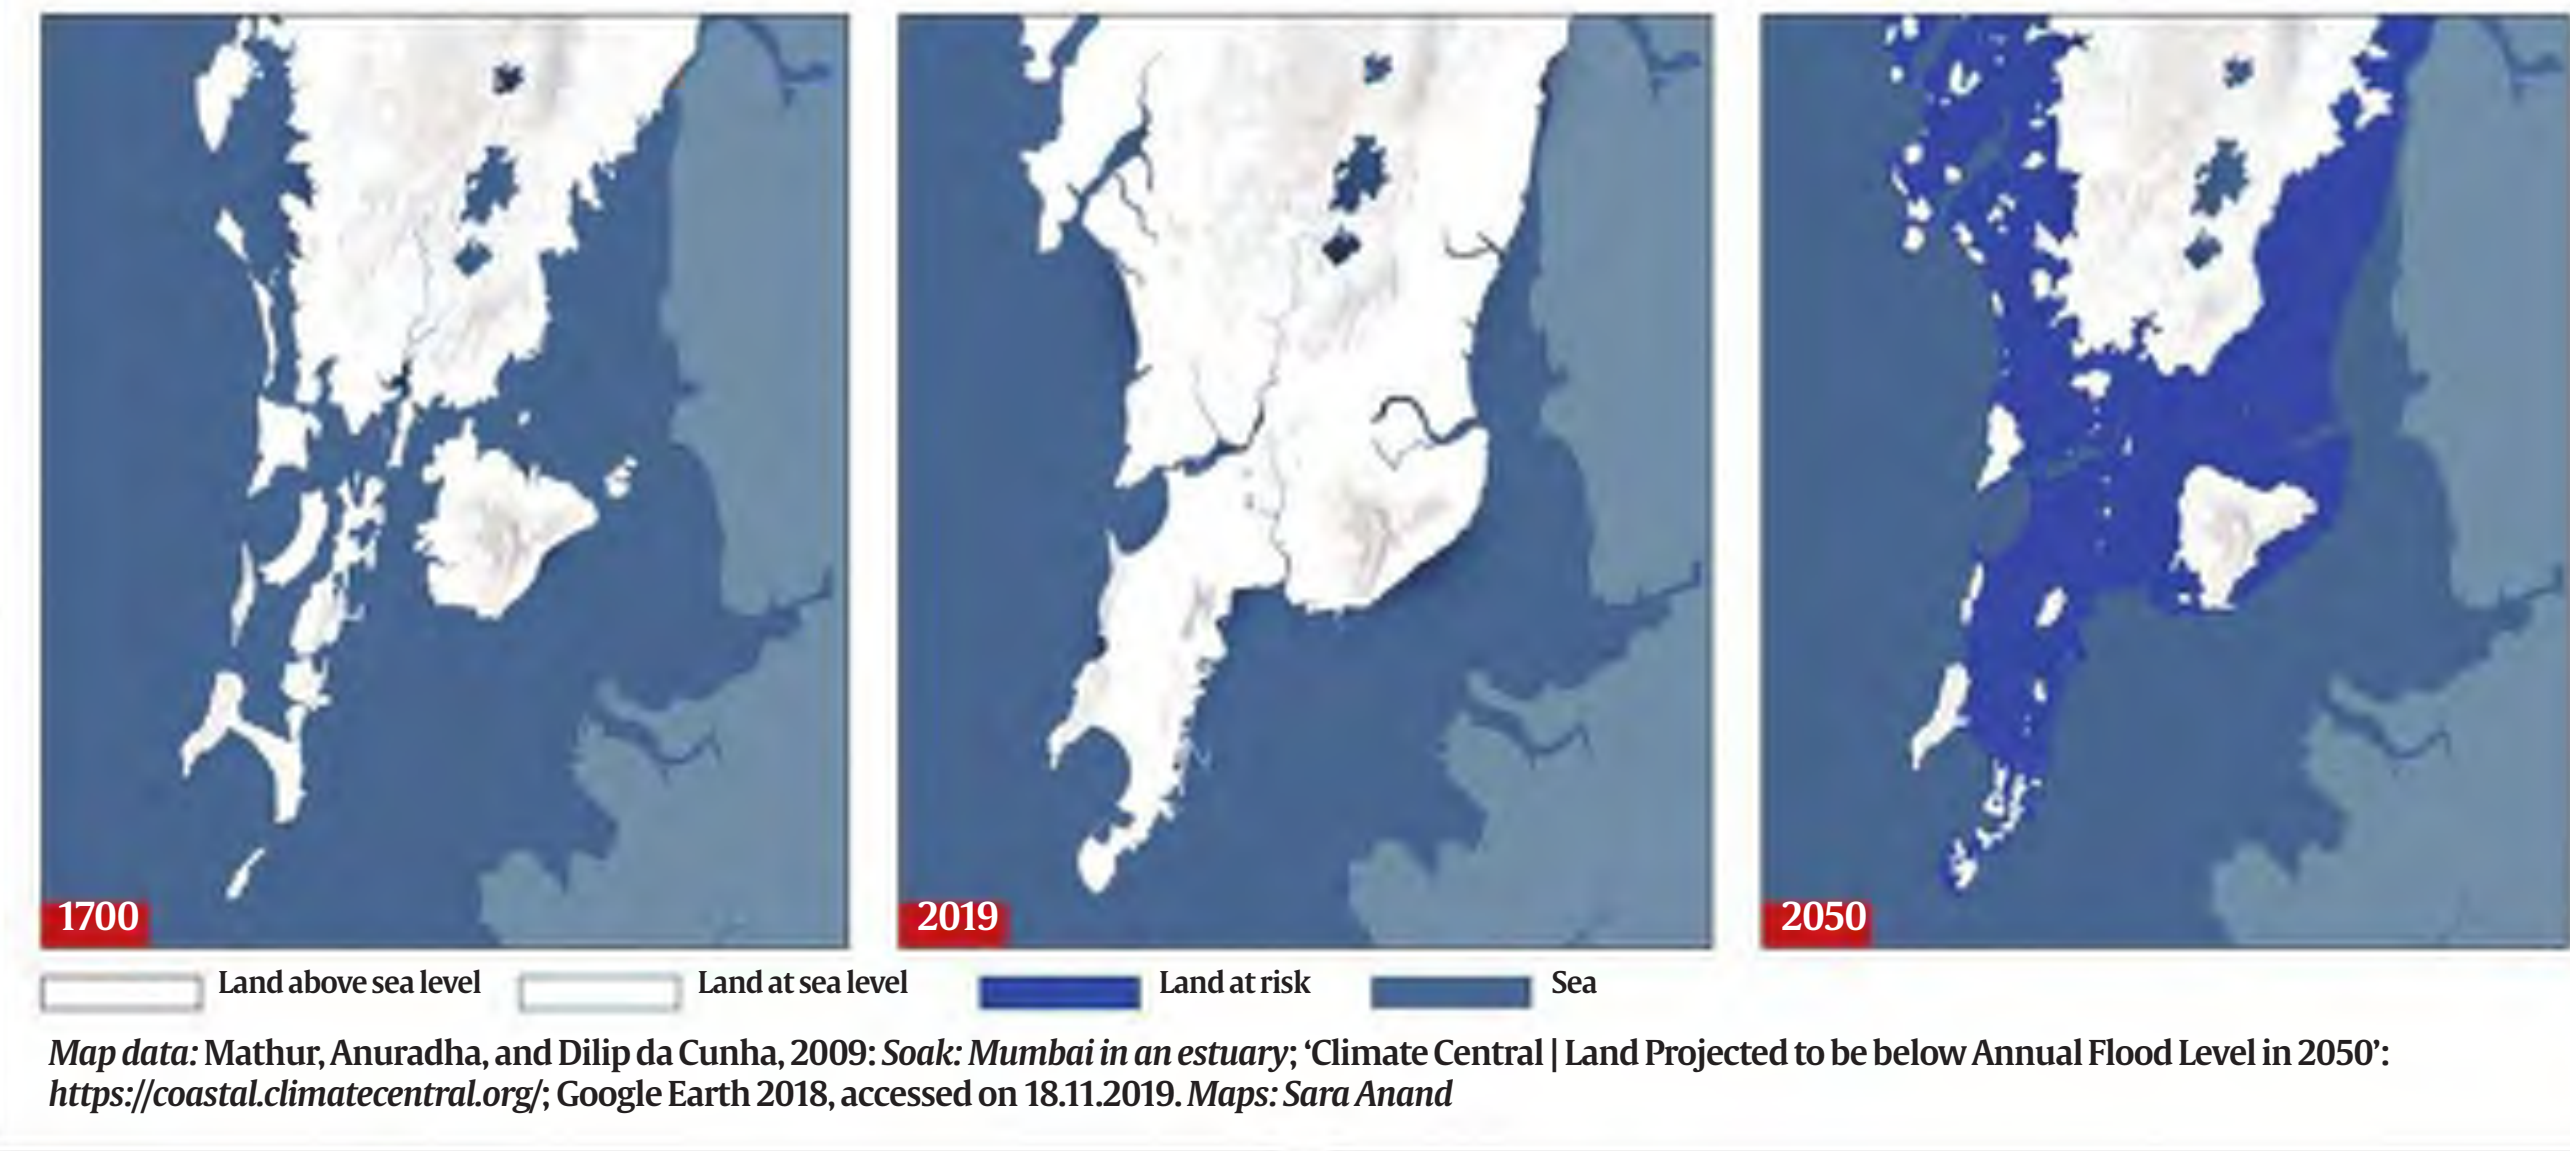 1700
2019
2050
Land above sea level
Land at sea level
Land at risk
Sea
Map data: Mathur, Anuradha, and Dilip da Cunha, 2009: Soak: Mumbai in an estuary; ‘Climate Central | Land Projected to be below Annual Flood Level in 2050’:
https://coastal.climatecentral.org/; Google Earth 2018, accessed on 18.11.2019. Maps: Sara Anand